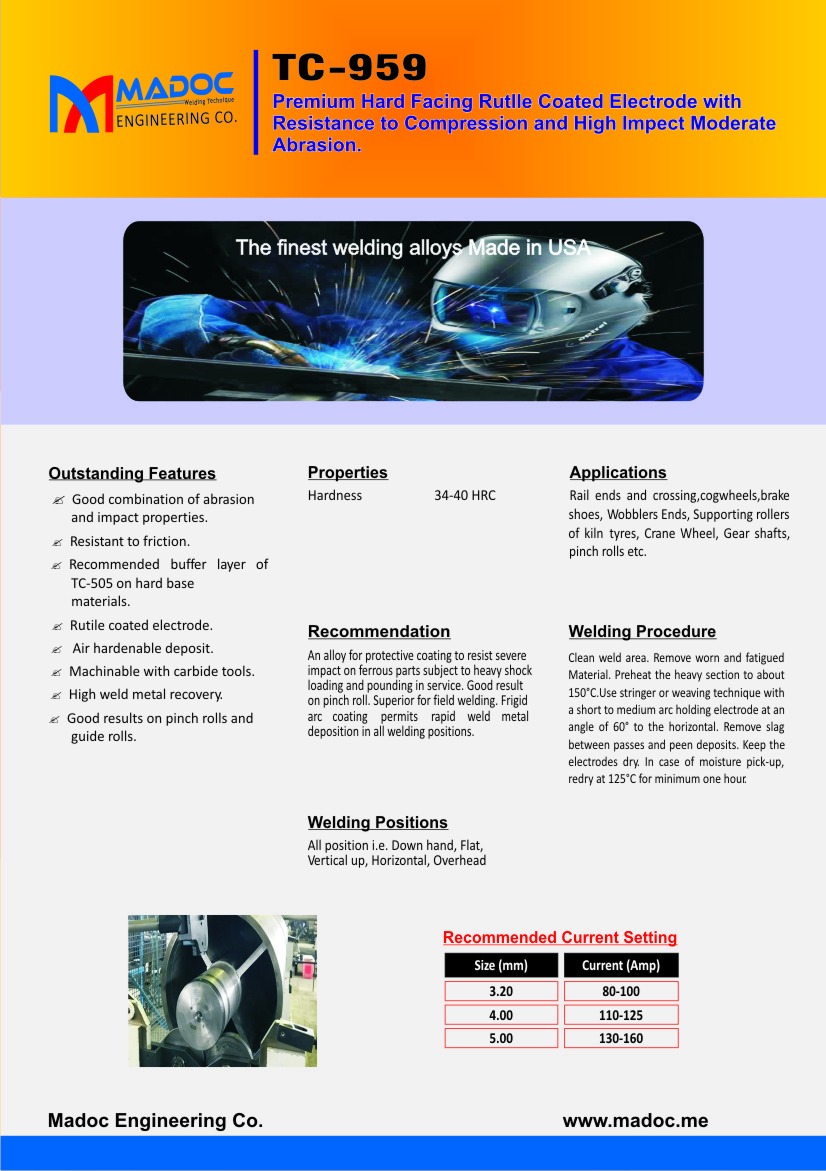 MADOC
Welding Technique
ENGINEERING CO.
TC-959
Premium Hard Facing Rutlle Coated Electrode with
Resistance to Compression and High Impect Moderate
Abrasion.
The finest welding alloys Made in USA
optrel
Outstanding Features
Good combination of abrasion
and impact properties.
Resistant to friction.
Recommended buffer layer of
TC-505 on hard base
materials.
Rutile coated electrode.
Air hardenable deposit.
Machinable with carbide tools.
High weld metal recovery.
Good results on pinch rolls and
guide rolls.
Properties
Hardness 34-40 HRC
Applications
Rail ends and crossing,cogwheels,brake
shoes, Wobblers Ends, Supporting rollers
of kiln tyres, Crane Wheel, Gear shafts,
pinch rolls etc.
Recommendation
An alloy for protective coating to resist severe
impact on ferrous parts subject to heavy shock
loading and pounding in service. Good result
on pinch roll. Superior for field welding. Frigid
arc coating permits rapid weld metal
deposition in all welding positions.
Welding Procedure
Clean weld area. Remove worn and fatigued
Material. Preheat the heavy section to about
150°C.Use stringer or weaving technique with
a short to medium arc holding electrode at an
angle of 60° to the horizontal. Remove slag
between passes and peen deposits. Keep the
electrodes dry. In case of moisture pick-up,
redry at 125°C for minimum one hour.
Welding Positions
All position i.e. Down hand, Flat,
Vertical up, Horizontal, Overhead
Recommended Current Setting
Size (mm) Current (Amp)
3.20 80-100
4.00 110-125
5.00 130-160
Madoc Engineering Co. www.madoc.me